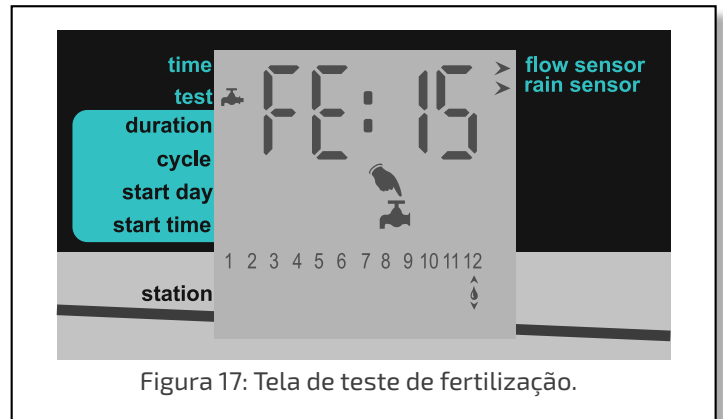 time
test
duration
cycle
start day
start time
station
FE:15
flow sensor
rain sensor
1 2 3 4 5 6 7 8 9 10 11 12
Figura 17: Tela de teste de fertilização.